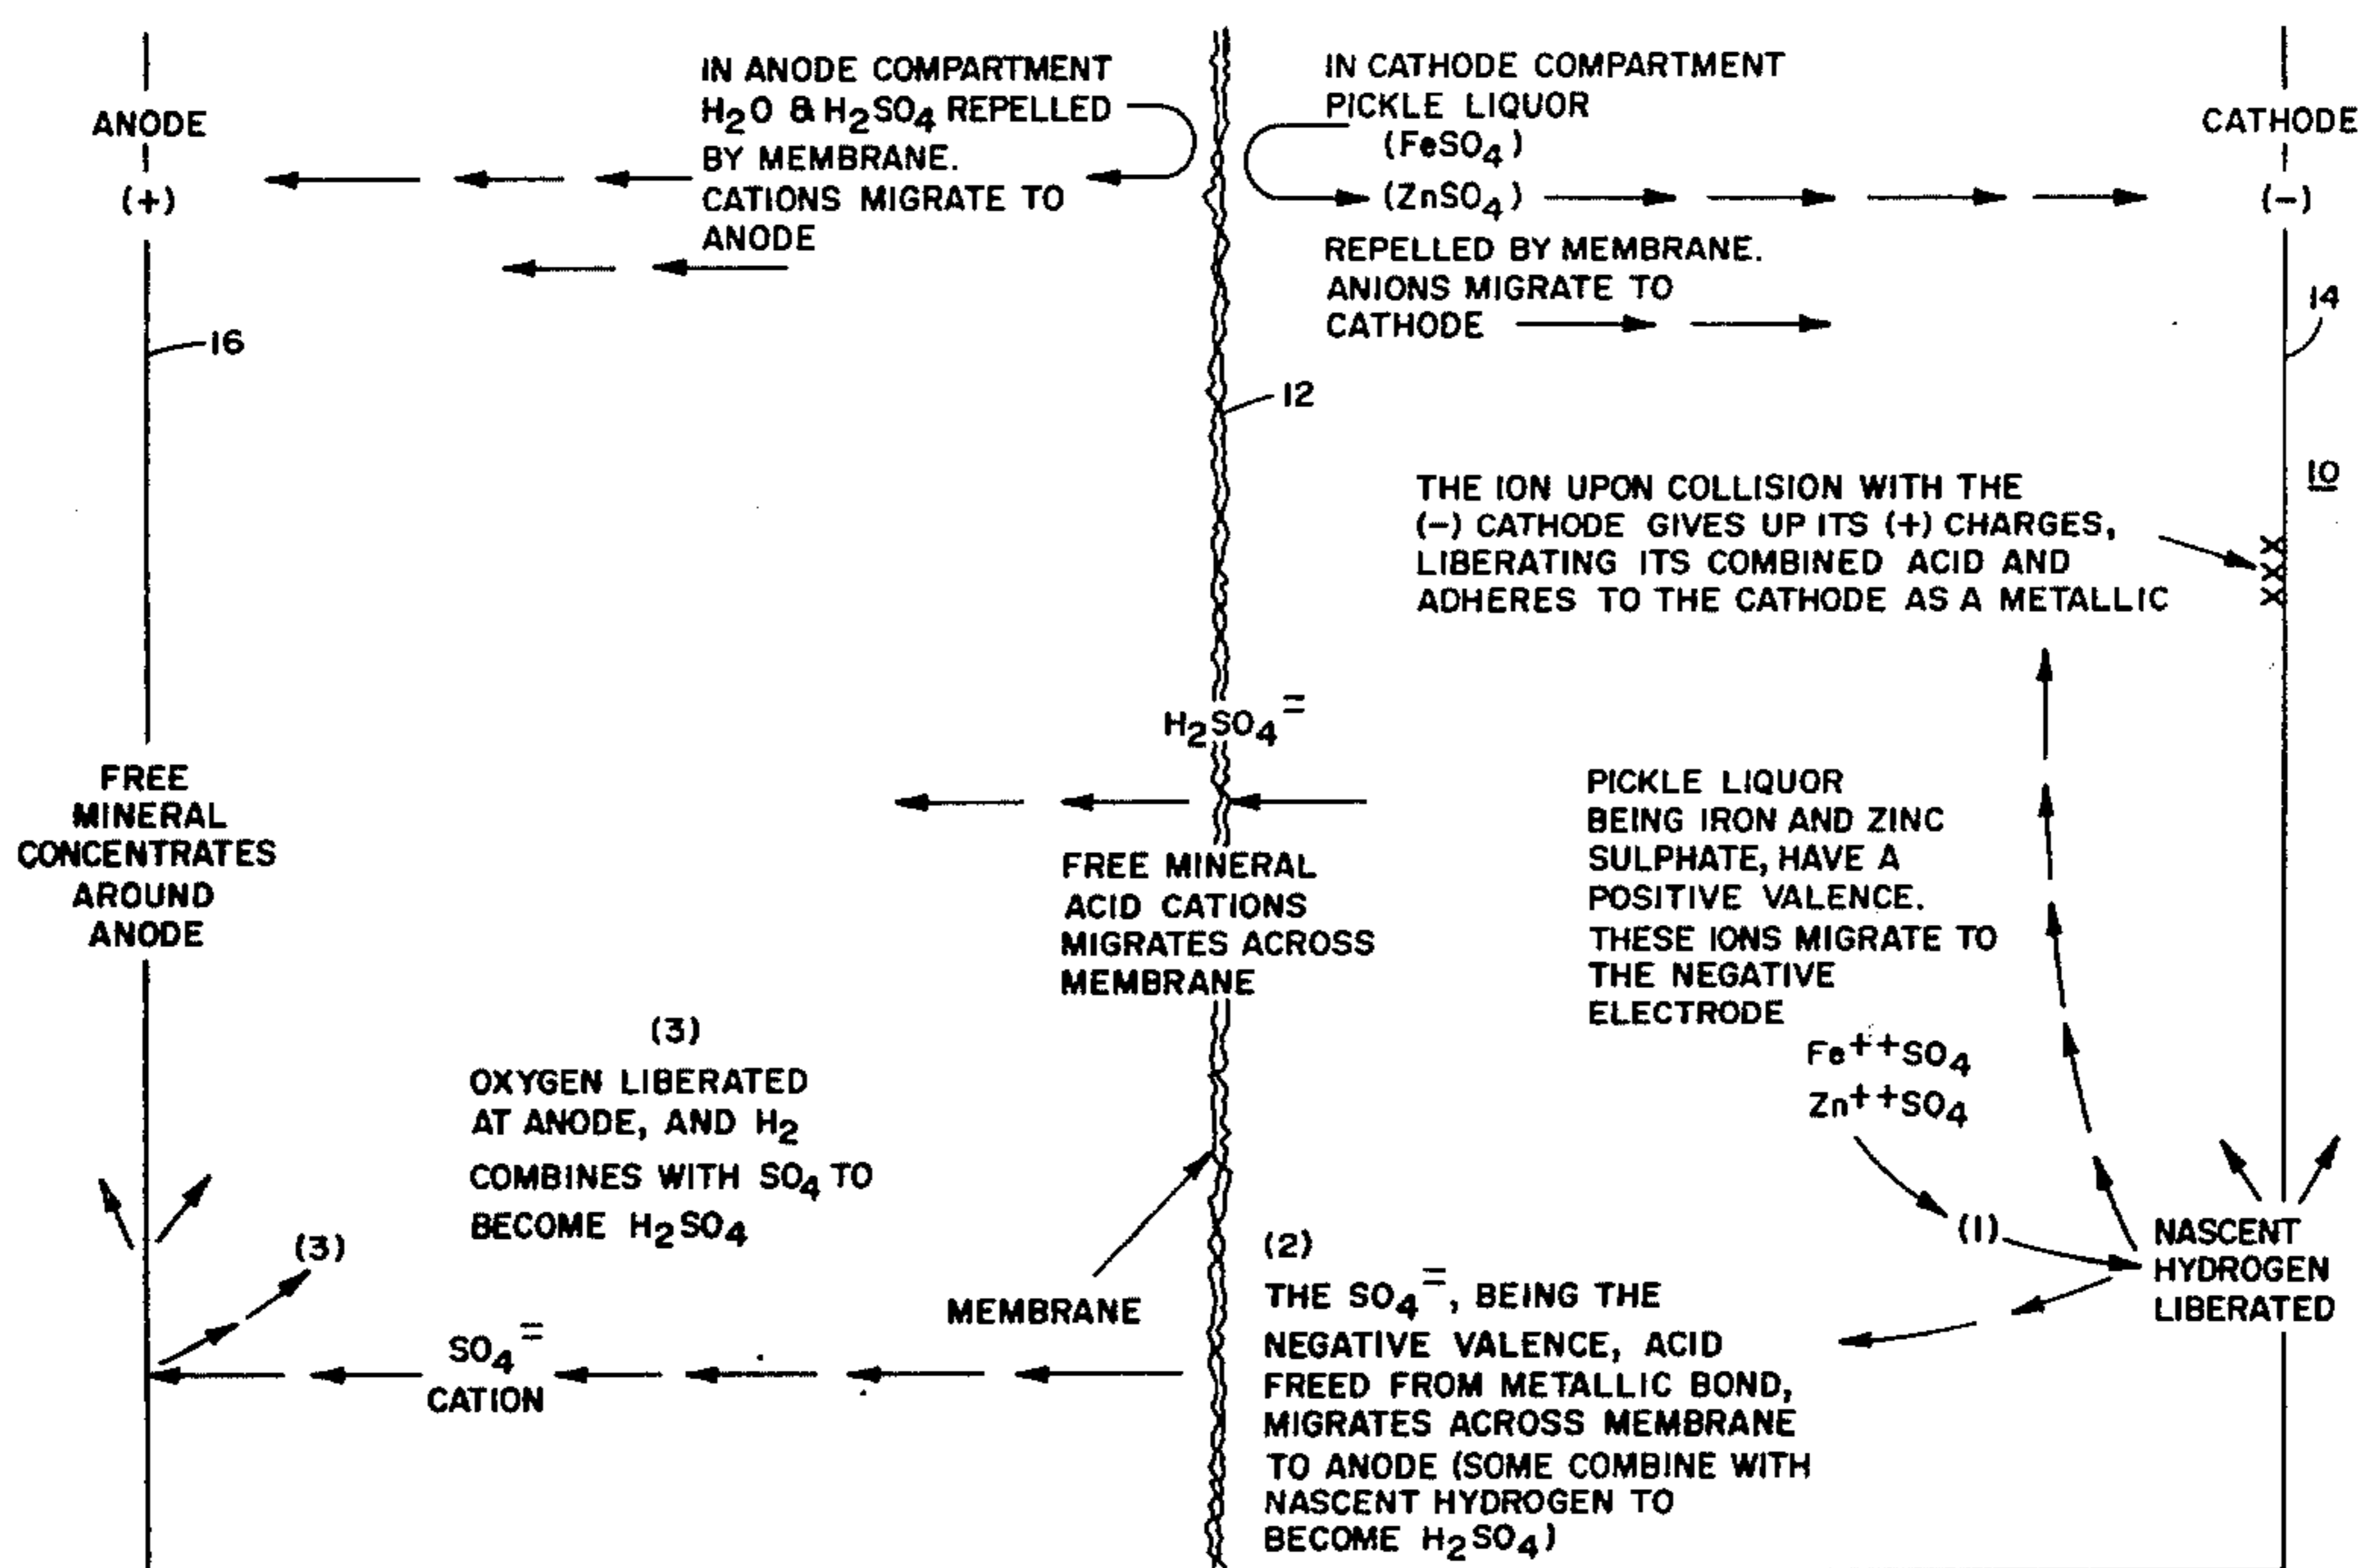 ANODE
(+)
IN ANODE COMPARTMENT
H₂O & H₂SO₄ REPELLED
BY MEMBRANE.
CATIONS MIGRATE TO
ANODE
IN CATHODE COMPARTMENT
PICKLE LIQUOR
(FeSO₄)
(ZnSO₄)
REPELLED BY MEMBRANE.
ANIONS MIGRATE TO
CATHODE
CATHODE
(-)
16
12
14
10
THE ION UPON COLLISION WITH THE
(-) CATHODE GIVES UP ITS (+) CHARGES,
LIBERATING ITS COMBINED ACID AND
ADHERES TO THE CATHODE AS A METALLIC
XXX
H₂SO₄=
FREE
MINERAL
CONCENTRATES
AROUND
ANODE
FREE MINERAL
ACID CATIONS
MIGRATES ACROSS
MEMBRANE
PICKLE LIQUOR
BEING IRON AND ZINC
SULPHATE, HAVE A
POSITIVE VALENCE.
THESE IONS MIGRATE TO
THE NEGATIVE
ELECTRODE
Fe++SO₄
Zn++SO₄
(1)
NASCENT
HYDROGEN
LIBERATED
(3)
OXYGEN LIBERATED
AT ANODE, AND H₂
COMBINES WITH SO₄ TO
BECOME H₂SO₄
(3)
MEMBRANE
SO₄=
CATION
(2)
THE SO₄=, BEING THE
NEGATIVE VALENCE, ACID
FREED FROM METALLIC BOND,
MIGRATES ACROSS MEMBRANE
TO ANODE (SOME COMBINE WITH
NASCENT HYDROGEN TO
BECOME H₂SO₄)